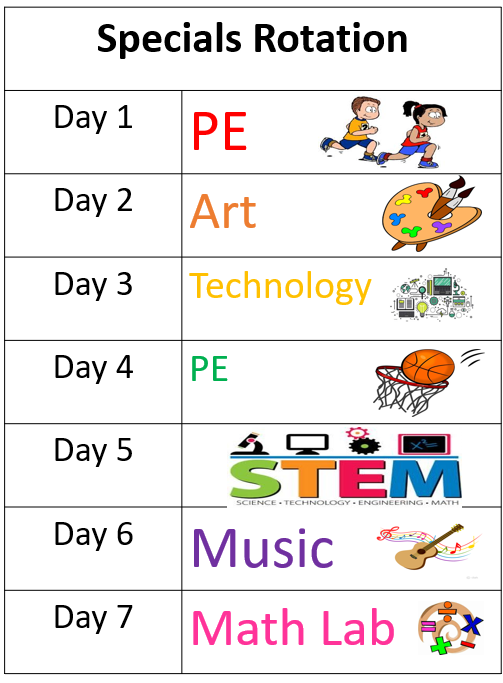 Specials Rotation
Day 1
PE
Day 2
Art
Day 3
Technology
Day 4
PE
Day 5
STEM
SCIENCE • TECHNOLOGY • ENGINEERING • MATH
Day 6
Music
Day 7
Math Lab